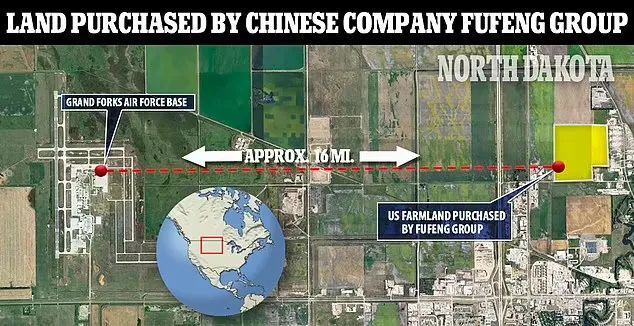 LAND PURCHASED BY CHINESE COMPANY FUFENG GROUP
NORTH DAKOTA
GRAND FORKS AIR FORCE BASE
APPROX. 16 MI.
US FARMLAND PURCHASED
BY FUFENG GROUP